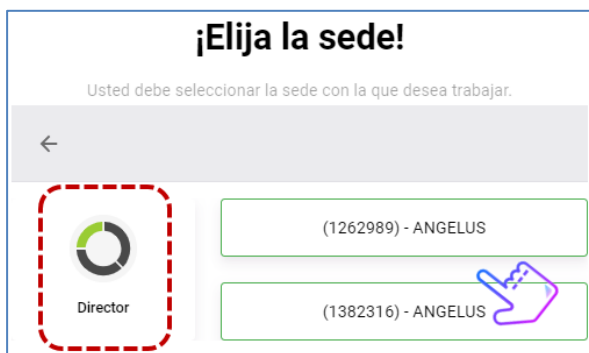 ¡Elija la sede!
Usted debe seleccionar la sede con la que desea trabajar.
(1262989) - ANGELUS
Director
(1382316) - ANGELUS